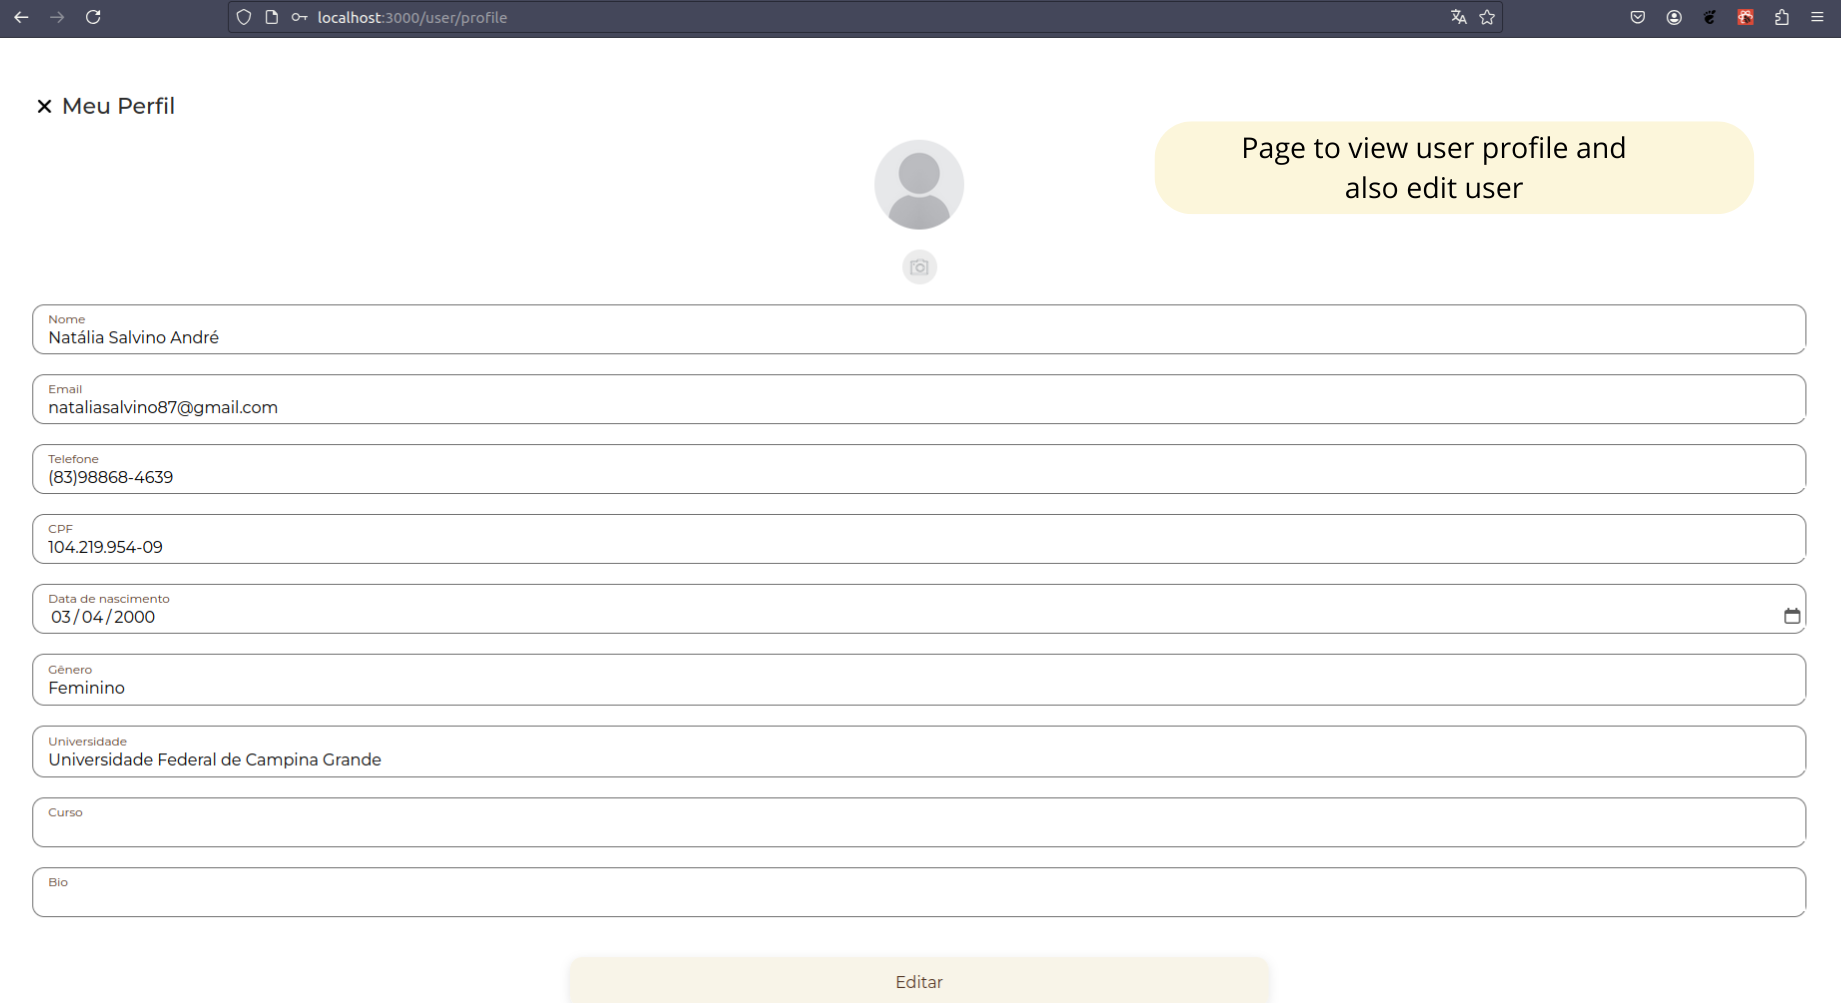 localhost:3000/user/profile
Meu Perfil
Page to view user profile and
also edit user
Nome
Natália Salvino André
Email
nataliasalvino87@gmail.com
Telefone
(83)98868-4639
CPF
104.219.954-09
Data de nascimento
03/04/2000
Gênero
Feminino
Universidade
Universidade Federal de Campina Grande
Curso
Bio
Editar